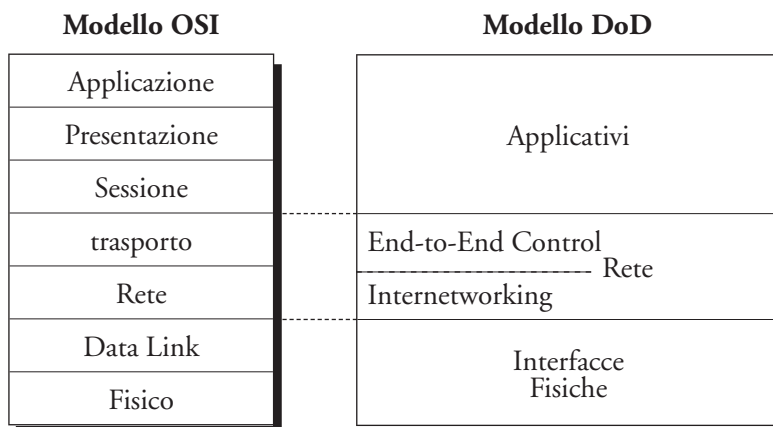 Modello OSI
Applicazione
Presentazione
Sessione
trasporto
Rete
Data Link
Fisico
Modello DoD
Applicativi
End-to-End Control
Rete
Internetworking
Interfacce
Fisiche